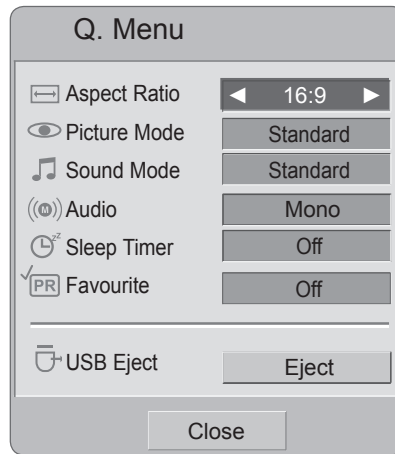 Q. Menu
Aspect Ratio ◄ 16:9 ►
Picture Mode Standard
Sound Mode Standard
((M)) Audio Mono
zz Sleep Timer Off
PR Favourite Off
USB Eject Eject
Close